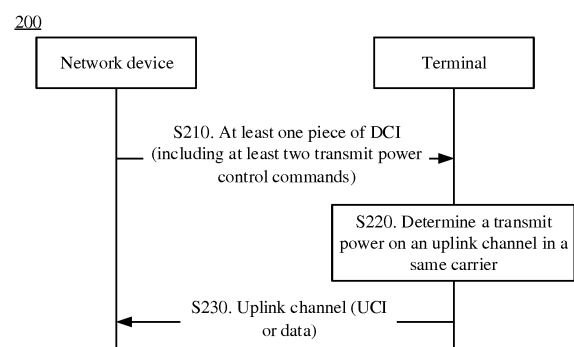 200
Network device
Terminal
S210. At least one piece of DCI
(including at least two transmit power
control commands)
S220. Determine a transmit
power on an uplink channel in a
same carrier
S230. Uplink channel (UCI
or data)